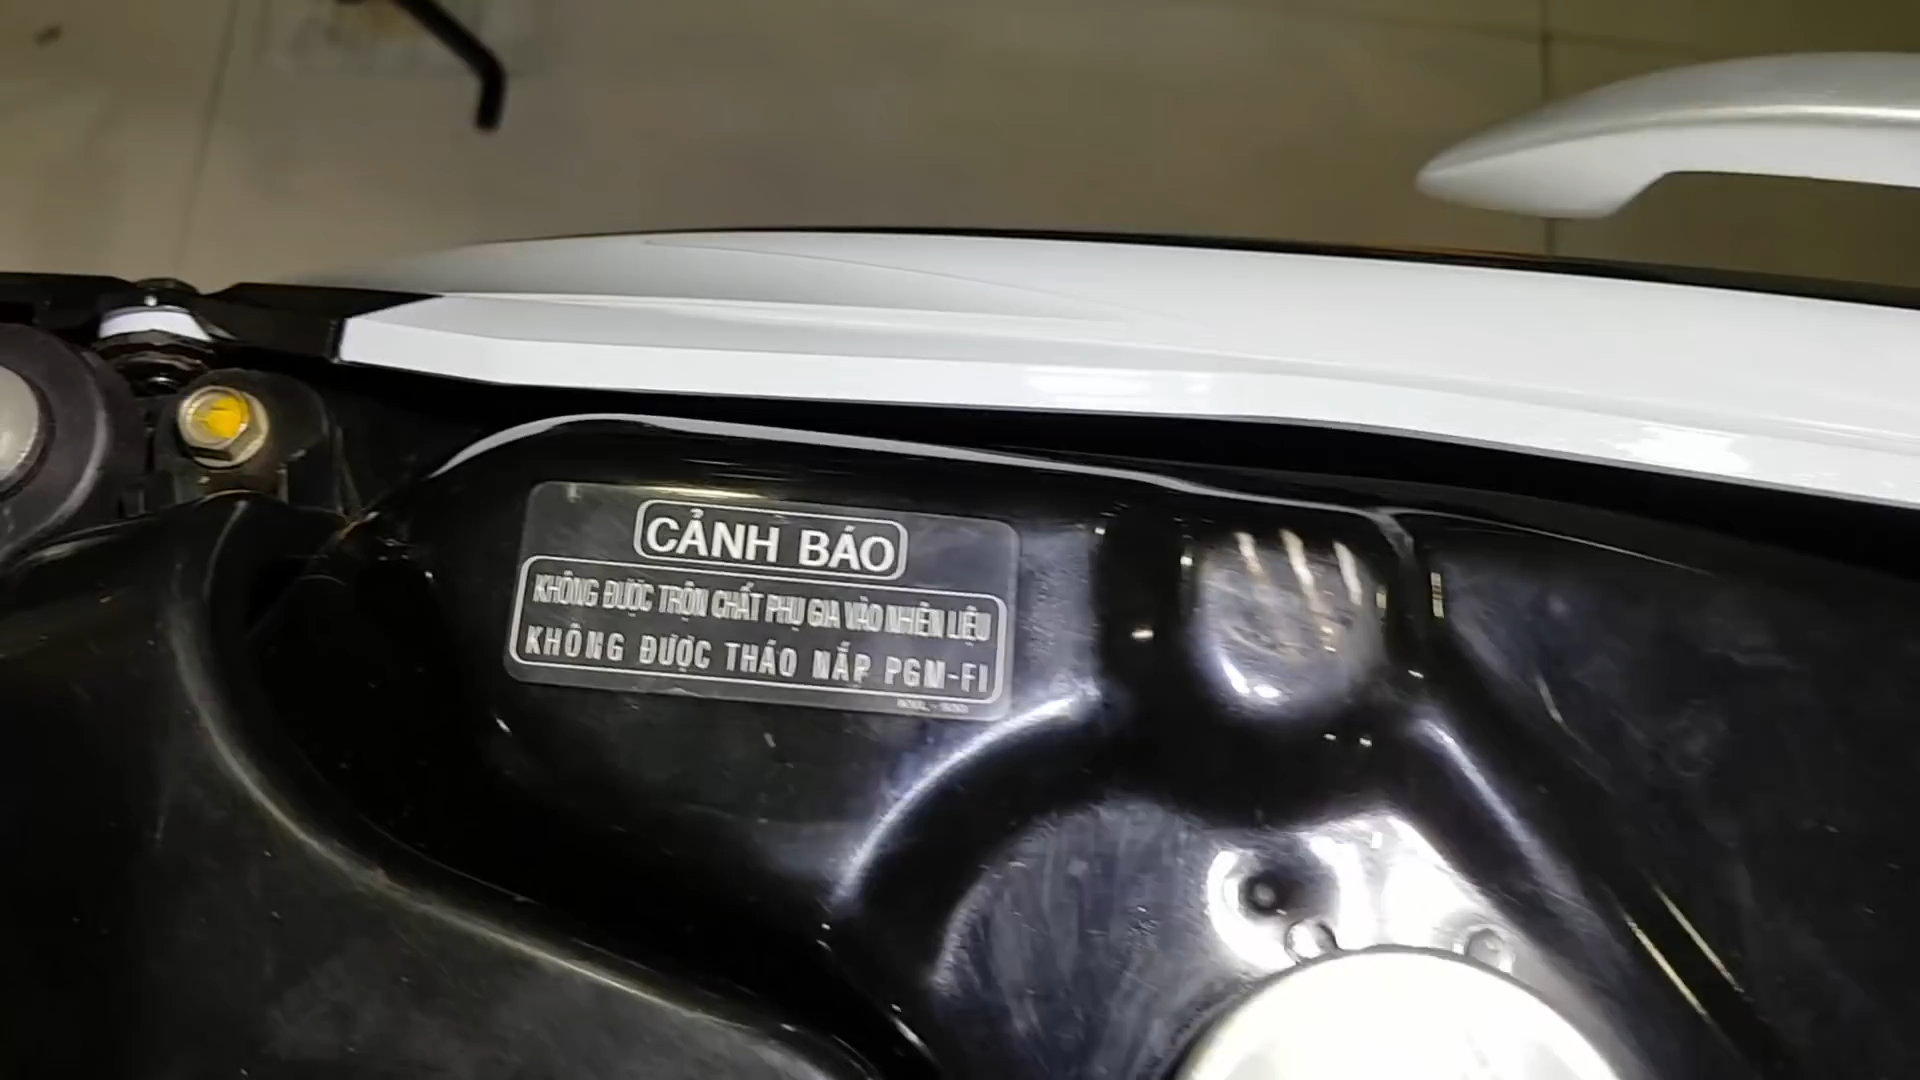 CẢNH BÁO
KHÔNG ĐƯỢC TRỘN CHẤT PHỤ GIA VÀO NHIÊN LIỆU
KHÔNG ĐƯỢC THÁO NẮP PGM-FI